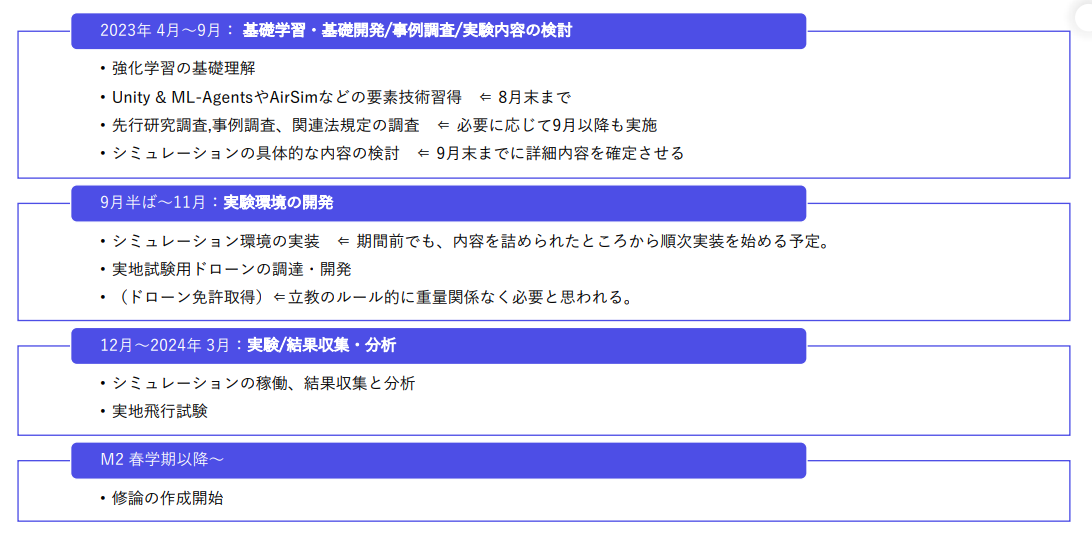 2023年 4月～9月： 基礎学習・基礎開発/事例調査/実験内容の検討
• 強化学習の基礎理解
• Unity & ML-AgentsやAirSimなどの要素技術習得　⇐ 8月末まで
• 先行研究調査,事例調査、関連法規定の調査　⇐ 必要に応じて9月以降も実施
• シミュレーションの具体的な内容の検討　⇐ 9月末までに詳細内容を確定させる
9月半ば～11月：実験環境の開発
• シミュレーション環境の実装　⇐ 期間前でも、内容を詰められたところから順次実装を始める予定。
• 実地試験用ドローンの調達・開発
• （ドローン免許取得）⇐立教のルール的に重量関係なく必要と思われる。
12月～2024年 3月：実験/結果収集・分析
• シミュレーションの稼働、結果収集と分析
• 実地飛行試験
M2 春学期以降～
• 修論の作成開始